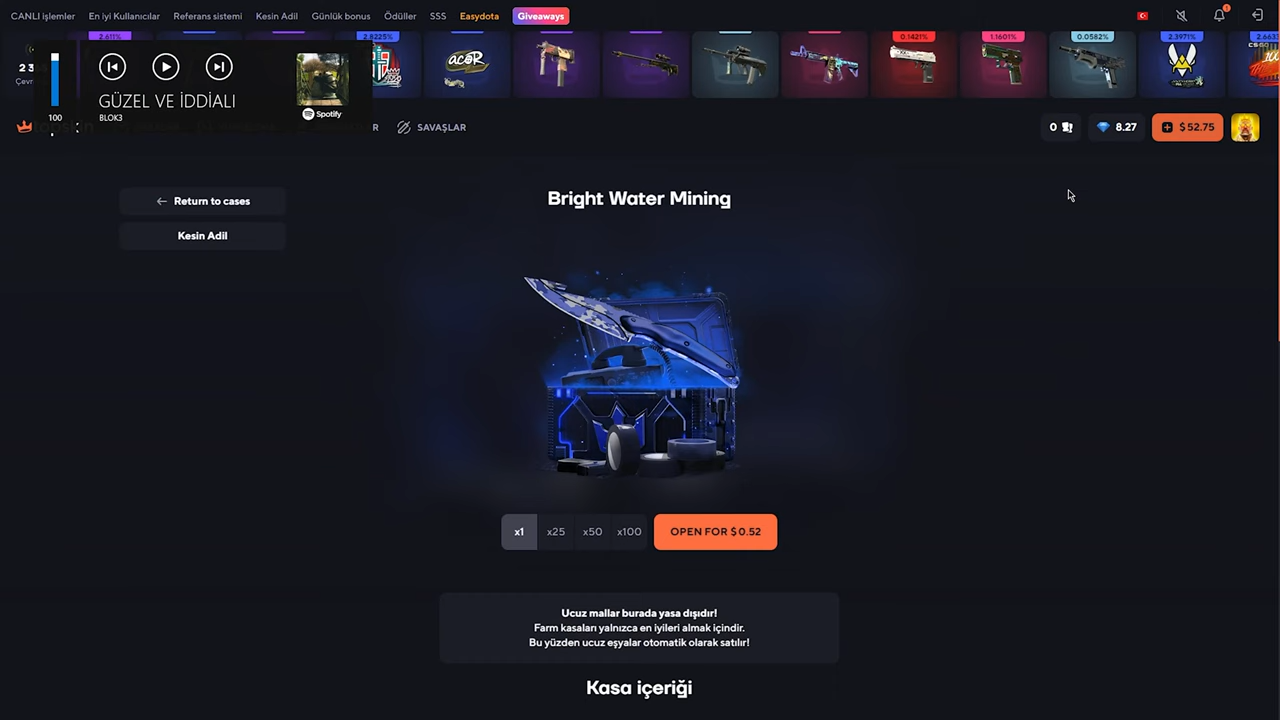 CANLI işlemler En iyi Kullanıcılar Referans sistemi Kesin Adil Günlük bonus Ödüller SSS Easydota Giveaways
1
2.611% 2.8225% 0.1421% 1.1601% 0.0582% 2.3971%
GÜZEL VE İDDİALI
Spotify
100 BLOK3
SAVAŞLAR
0 8.27 $ 52.75
Return to cases
Kesin Adil
Bright Water Mining
x1 x25 x50 x100 OPEN FOR $ 0.52
Ucuz mallar burada yasa dışıdır!
Farm kasaları yalnızca en iyileri almak içindir.
Bu yüzden ucuz eşyalar otomatik olarak satılır!
Kasa içeriği